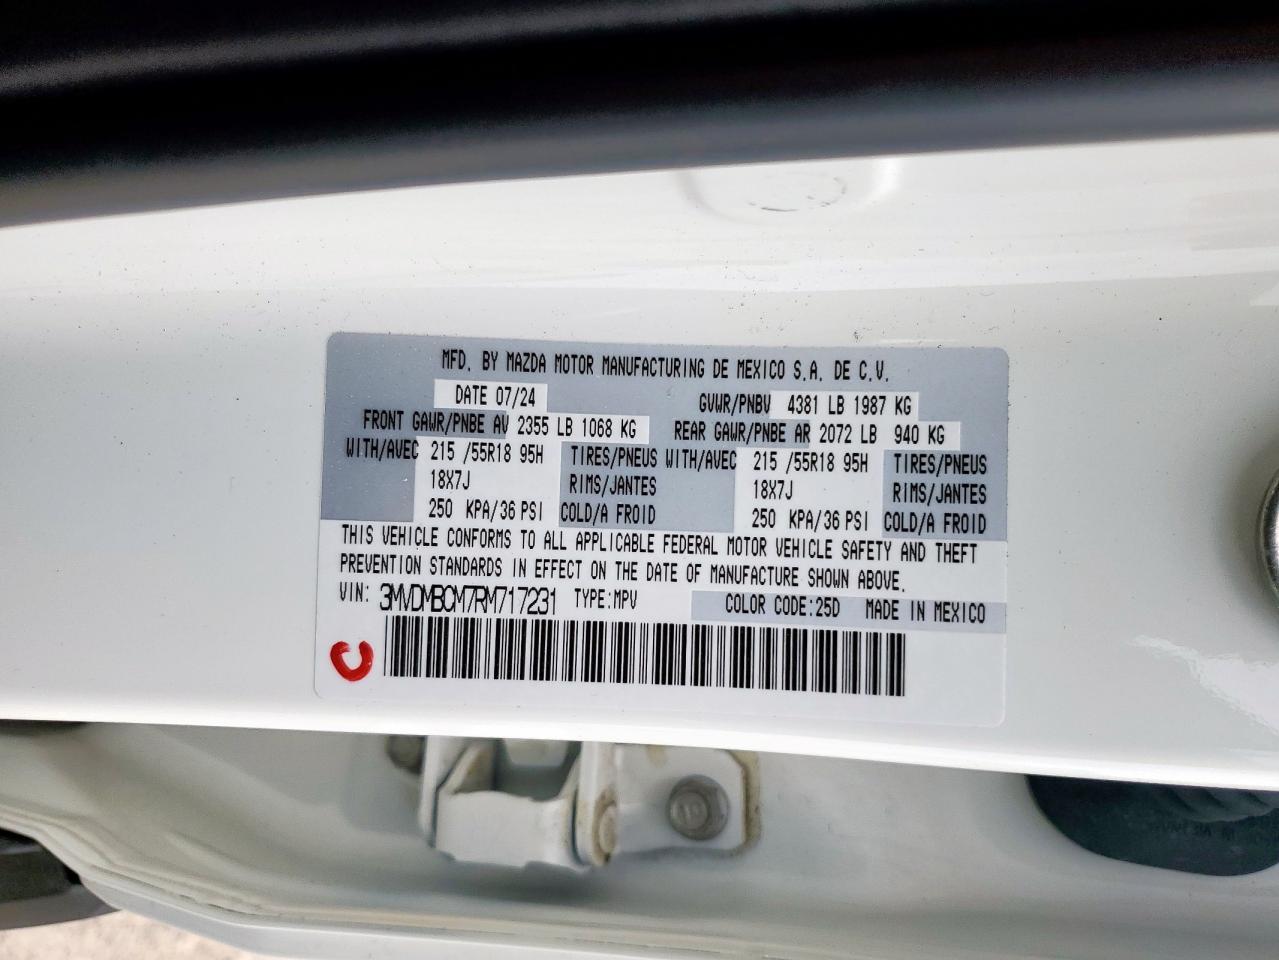 MFD. BY MAZDA MOTOR MANUFACTURING DE MEXICO S.A. DE C.V.
DATE 07/24 GVWR/PNBV 4381 LB 1987 KG
FRONT GAWR/PNBE AV 2355 LB 1068 KG REAR GAWR/PNBE AR 2072 LB 940 KG
WITH/AVEC 215 /55R18 95H TIRES/PNEUS WITH/AVEC 215 /55R18 95H TIRES/PNEUS
18X7J RIMS/JANTES 18X7J RIMS/JANTES
250 KPA/36 PSI COLD/A FROID 250 KPA/36 PSI COLD/A FROID
THIS VEHICLE CONFORMS TO ALL APPLICABLE FEDERAL MOTOR VEHICLE SAFETY AND THEFT
PREVENTION STANDARDS IN EFFECT ON THE DATE OF MANUFACTURE SHOWN ABOVE.
VIN: 3MVDMBCM7RM717231 TYPE:MPV COLOR CODE:25D MADE IN MEXICO
C